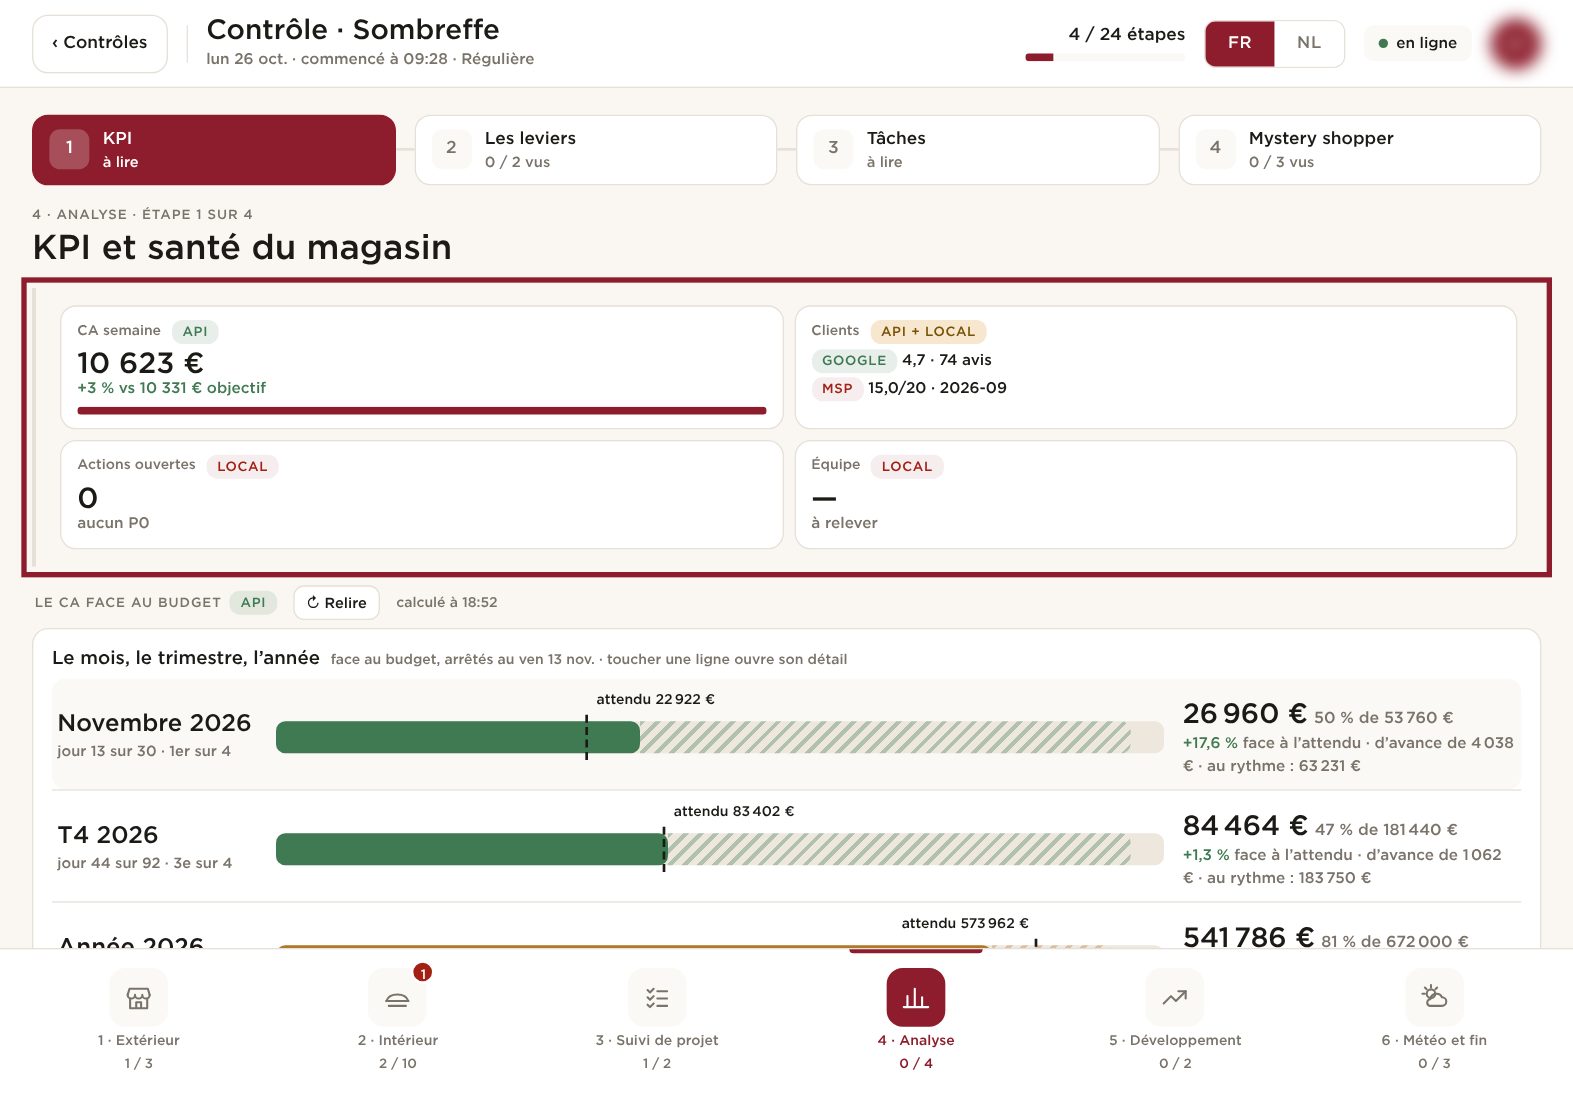 ‹ Contrôles
Contrôle · Sombreffe
lun 26 oct. · commencé à 09:28 · Régulière
4 / 24 étapes
FR
NL
en ligne
1
KPI
à lire
2
Les leviers
0 / 2 vus
3
Tâches
à lire
4
Mystery shopper
0 / 3 vus
4 · ANALYSE · ÉTAPE 1 SUR 4
KPI et santé du magasin
CA semaine API
10 623 €
+3 % vs 10 331 € objectif
Clients API + LOCAL
GOOGLE 4,7 · 74 avis
MSP 15,0/20 · 2026-09
Actions ouvertes LOCAL
0
aucun P0
Équipe LOCAL
—
à relever
LE CA FACE AU BUDGET API ↻ Relire calculé à 18:52
Le mois, le trimestre, l’année face au budget, arrêtés au ven 13 nov. · toucher une ligne ouvre son détail
Novembre 2026
jour 13 sur 30 · 1er sur 4
attendu 22 922 €
26 960 € 50 % de 53 760 €
+17,6 % face à l’attendu · d’avance de 4 038
€ · au rythme : 63 231 €
T4 2026
jour 44 sur 92 · 3e sur 4
attendu 83 402 €
84 464 € 47 % de 181 440 €
+1,3 % face à l’attendu · d’avance de 1 062
€ · au rythme : 183 750 €
Année 2026
attendu 573 962 €
541 786 € 81 % de 672 000 €
1 · Extérieur
1 / 3
1
2 · Intérieur
2 / 10
3 · Suivi de projet
1 / 2
4 · Analyse
0 / 4
5 · Développement
0 / 2
6 · Météo et fin
0 / 3